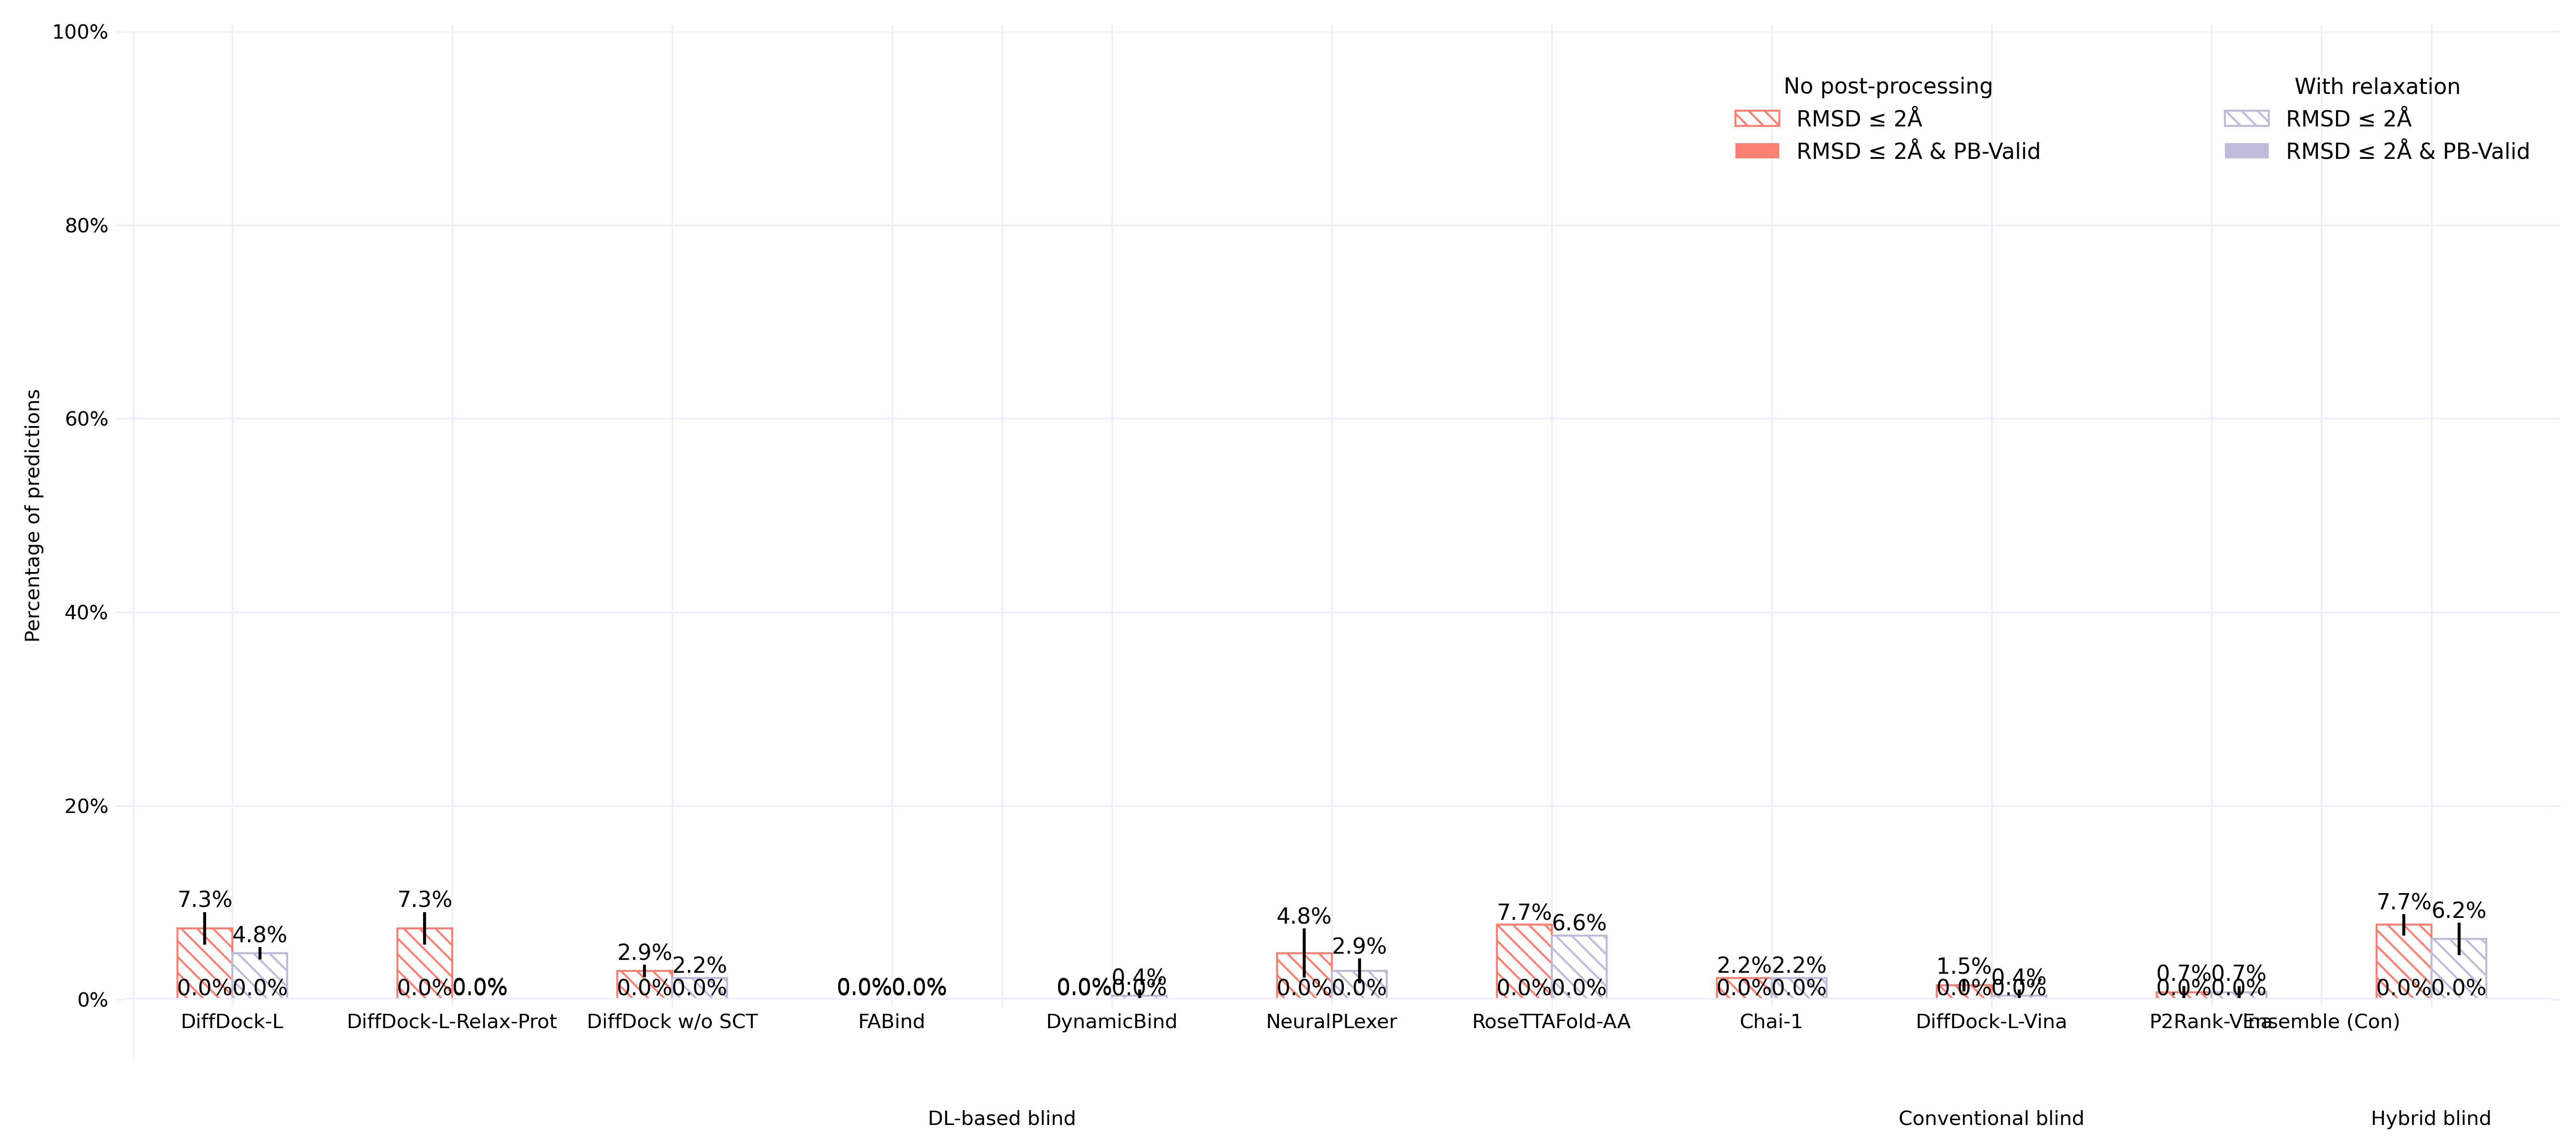 100%
80%
60%
40%
20%
0%
Percentage of predictions
No post-processing
RMSD ≤ 2Å
RMSD ≤ 2Å & PB-Valid
With relaxation
RMSD ≤ 2Å
RMSD ≤ 2Å & PB-Valid
7.3%
4.8%
0.0%
0.0%
7.3%
0.0%
0.0%
2.9%
2.2%
0.0%
0.0%
0.0%
0.0%
0.0%
0.4%
0.0%
4.8%
2.9%
0.0%
0.0%
7.7%
6.6%
0.0%
0.0%
2.2%
2.2%
0.0%
0.0%
1.5%
0.4%
0.0%
0.0%
0.7%
0.7%
0.0%
0.0%
7.7%
6.2%
0.0%
0.0%
DiffDock-L
DiffDock-L-Relax-Prot
DiffDock w/o SCT
FABind
DynamicBind
NeuralPLexer
RoseTTAFold-AA
Chai-1
DiffDock-L-Vina
P2Rank-Vina
Ensemble (Con)
DL-based blind
Conventional blind
Hybrid blind